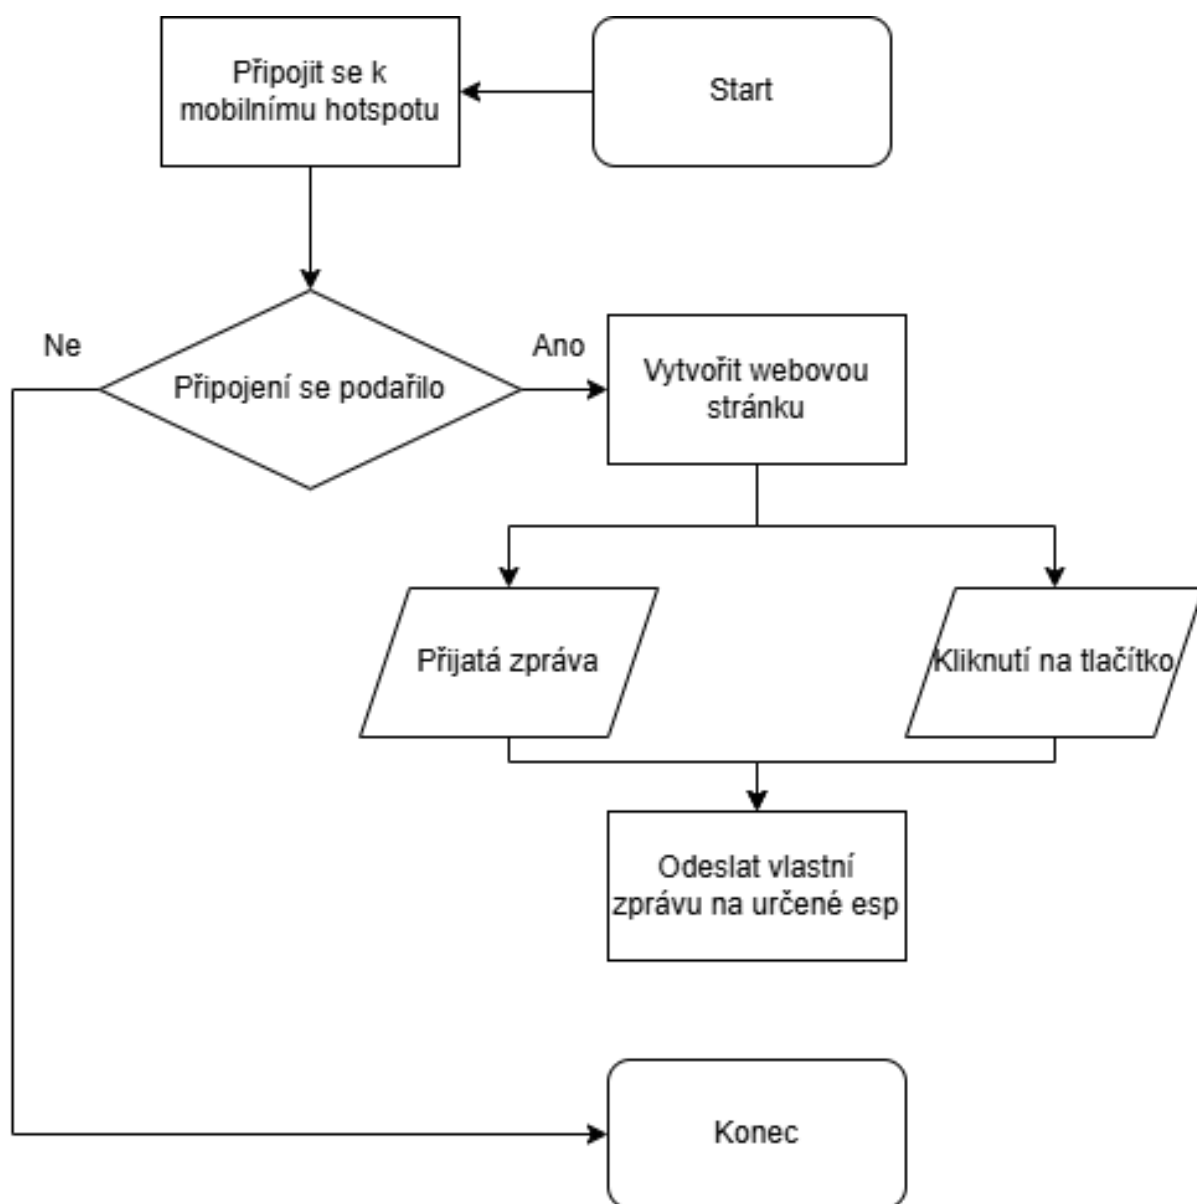 Připojit se k
mobilnímu hotspotu
Start
Ne
Ano
Připojení se podařilo
Vytvořit webovou
stránku
Přijatá zpráva
Kliknutí na tlačítko
Odeslat vlastní
zprávu na určené esp
Konec